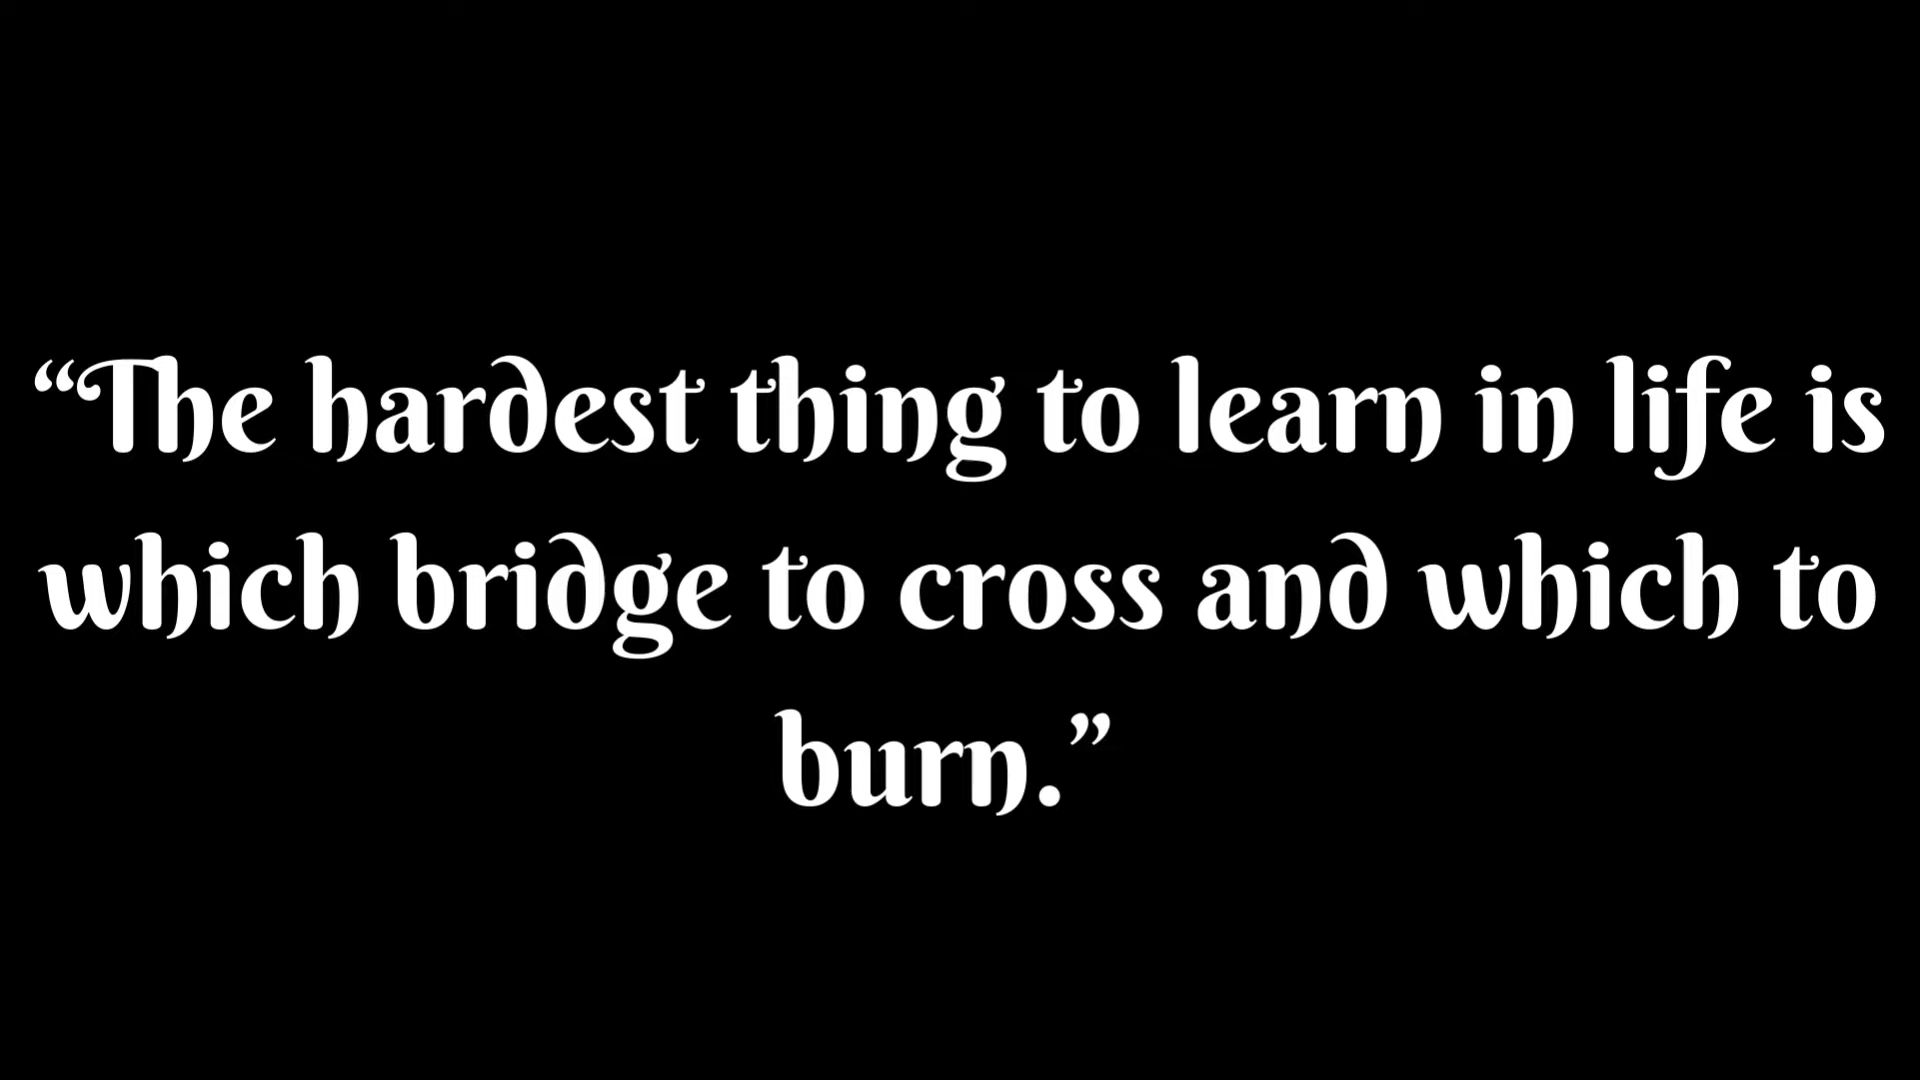 “The hardest thing to learn in life is
which bridge to cross and which to
burn.”